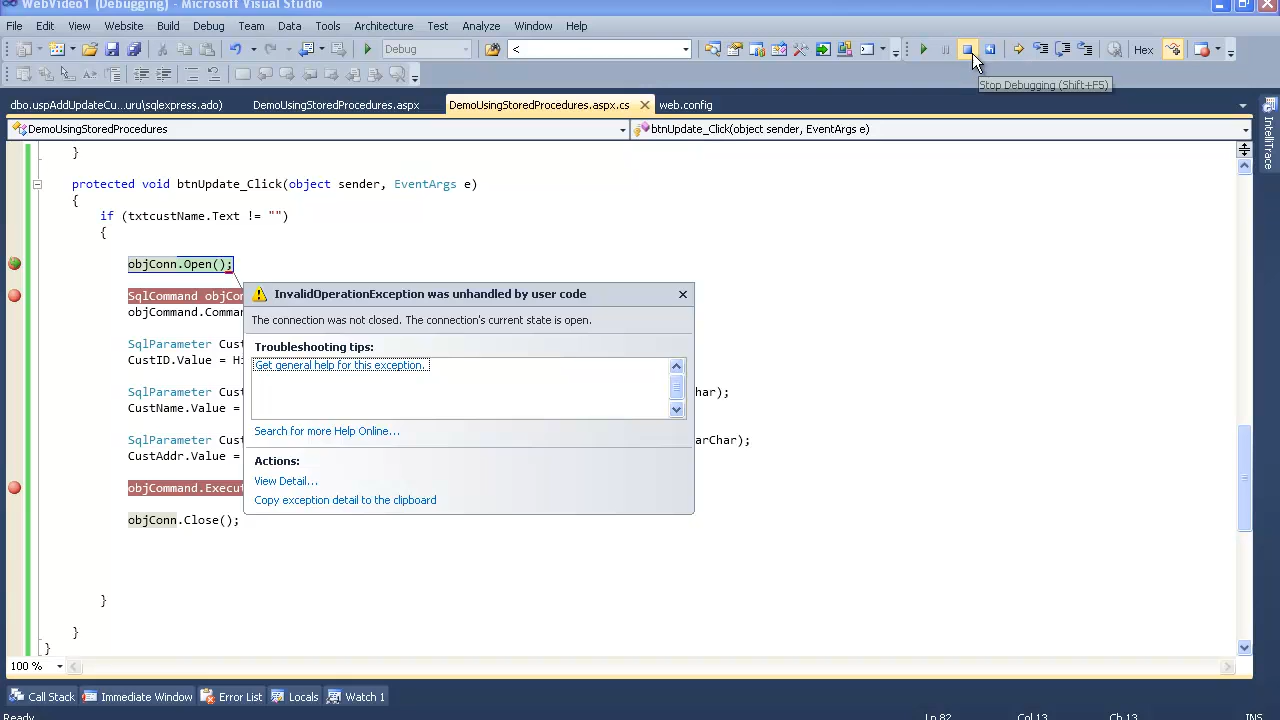 WebVideo1 (Debugging) - Microsoft Visual Studio
File Edit View Website Build Debug Team Data Tools Architecture Test Analyze Window Help
Debug < Hex
Stop Debugging (Shift+F5)
dbo.uspAddUpdateCu...uru\sqlexpress.ado) DemoUsingStoredProcedures.aspx DemoUsingStoredProcedures.aspx.cs web.config
DemoUsingStoredProcedures btnUpdate_Click(object sender, EventArgs e)
IntelliTrace
}
protected void btnUpdate_Click(object sender, EventArgs e)
{
if (txtcustName.Text != "")
{
objConn.Open();
SqlCommand objCo
objCommand.Comma
SqlParameter Cust
CustID.Value = H
SqlParameter Cust har);
CustName.Value =
SqlParameter Cust arChar);
CustAddr.Value =
objCommand.Execut
objConn.Close();
}
}
}
InvalidOperationException was unhandled by user code
The connection was not closed. The connection's current state is open.
Troubleshooting tips:
Get general help for this exception.
Search for more Help Online...
Actions:
View Detail...
Copy exception detail to the clipboard
100 %
Call Stack Immediate Window Error List Locals Watch 1
Ready Ln 82 Col 13 Ch 13 INS